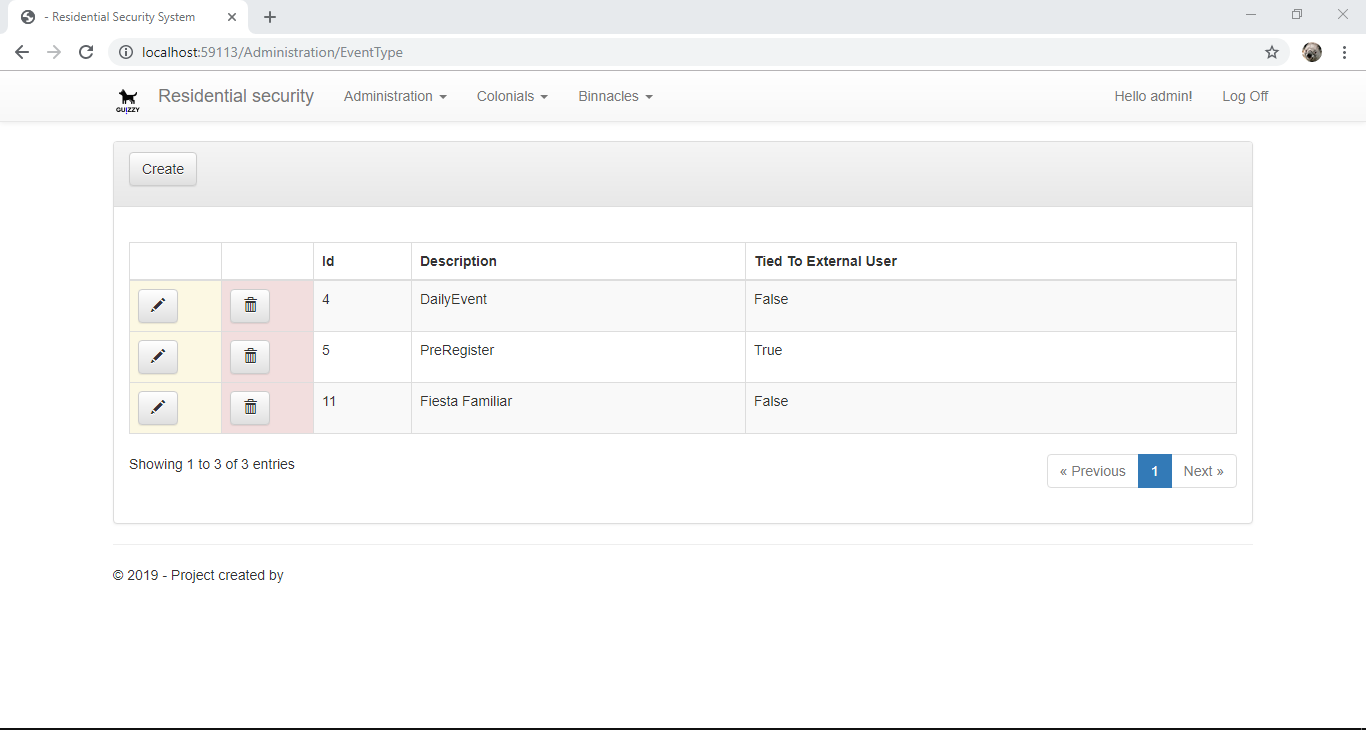 - Residential Security System
localhost:59113/Administration/EventType
GUIZZY Residential security Administration Colonials Binnacles Hello admin! Log Off
Create
Id Description Tied To External User
4 DailyEvent False
5 PreRegister True
11 Fiesta Familiar False
Showing 1 to 3 of 3 entries « Previous 1 Next »
© 2019 - Project created by